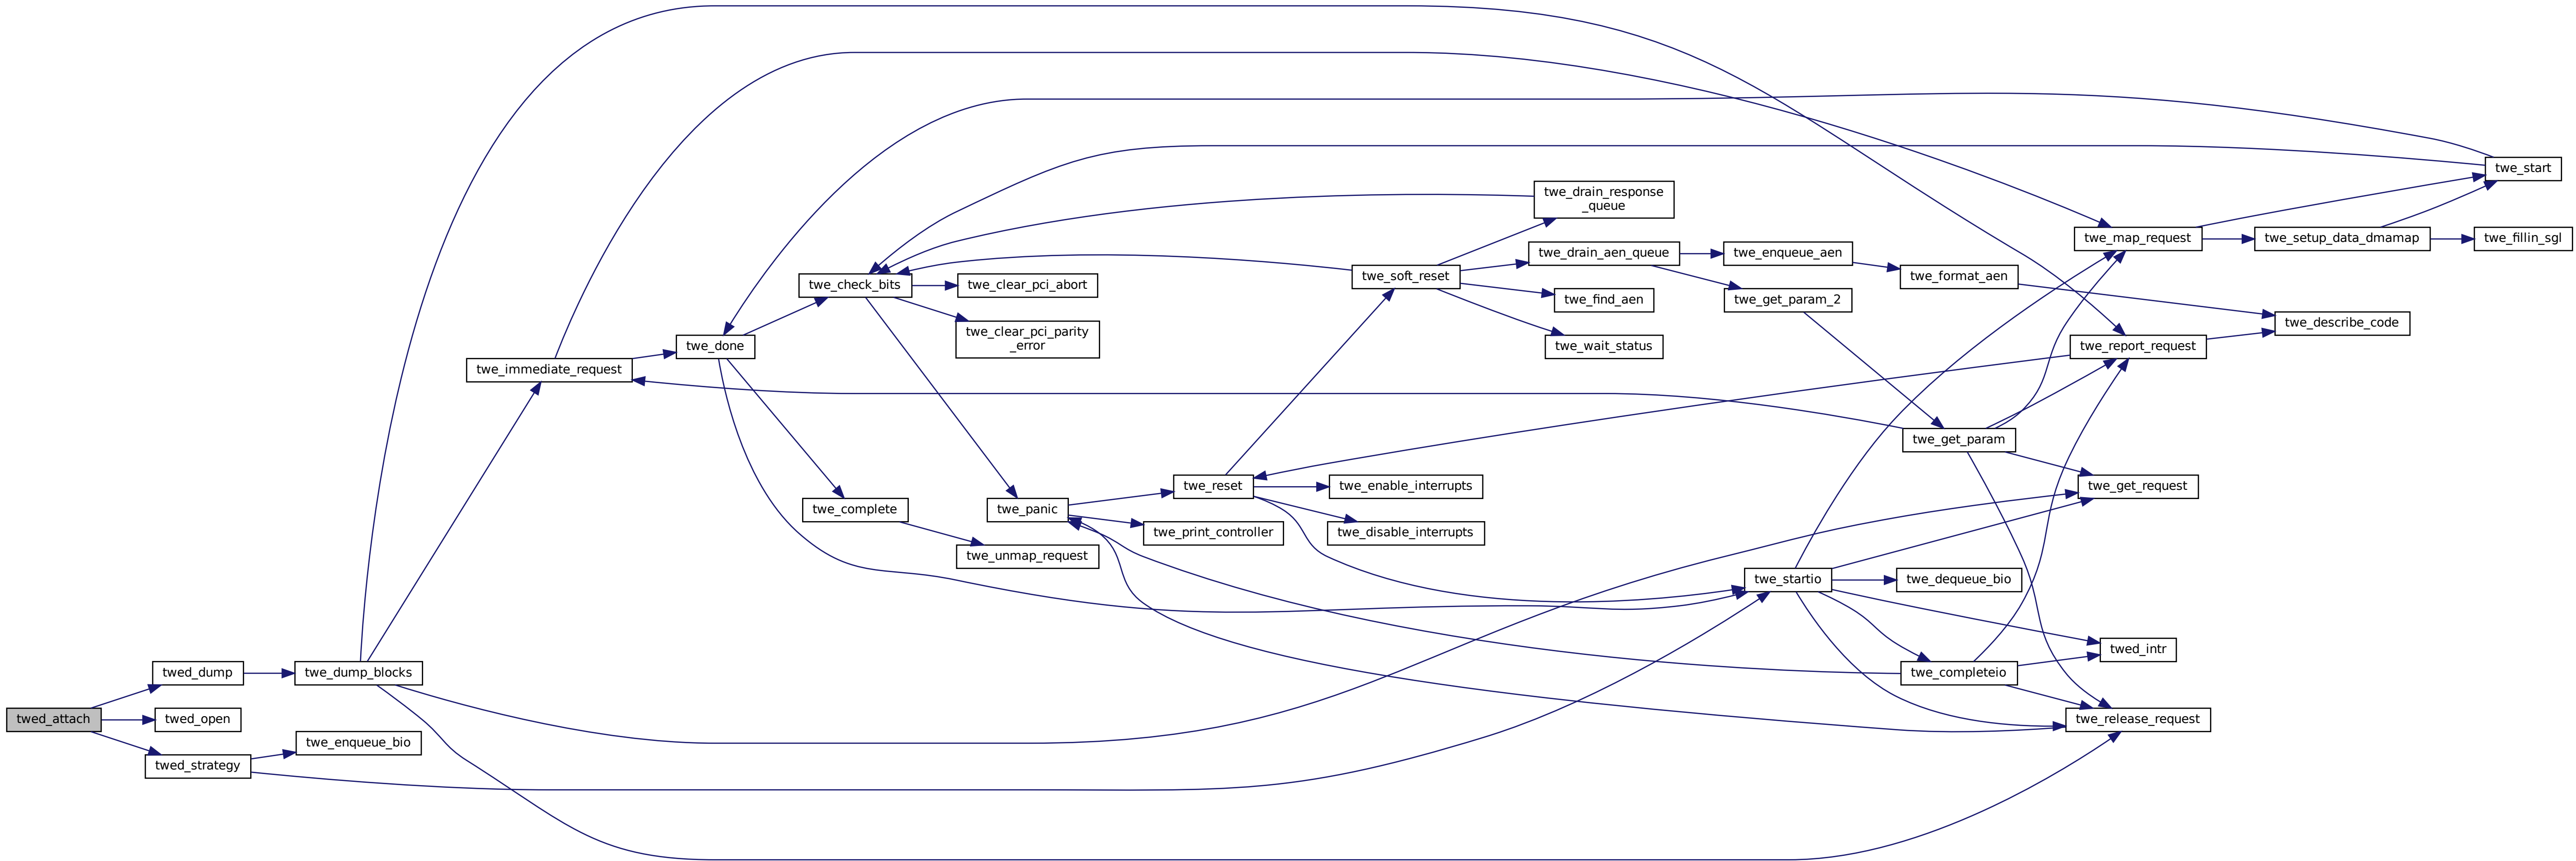 twed_attach
twed_dump
twed_open
twed_strategy
twe_dump_blocks
twe_enqueue_bio
twe_immediate_request
twe_done
twe_check_bits
twe_complete
twe_clear_pci_abort
twe_clear_pci_parity
_error
twe_panic
twe_unmap_request
twe_reset
twe_print_controller
twe_soft_reset
twe_enable_interrupts
twe_disable_interrupts
twe_drain_response
_queue
twe_drain_aen_queue
twe_find_aen
twe_wait_status
twe_enqueue_aen
twe_get_param_2
twe_startio
twe_format_aen
twe_get_param
twe_dequeue_bio
twe_completeio
twe_map_request
twe_report_request
twe_get_request
twed_intr
twe_release_request
twe_setup_data_dmamap
twe_describe_code
twe_start
twe_fillin_sgl